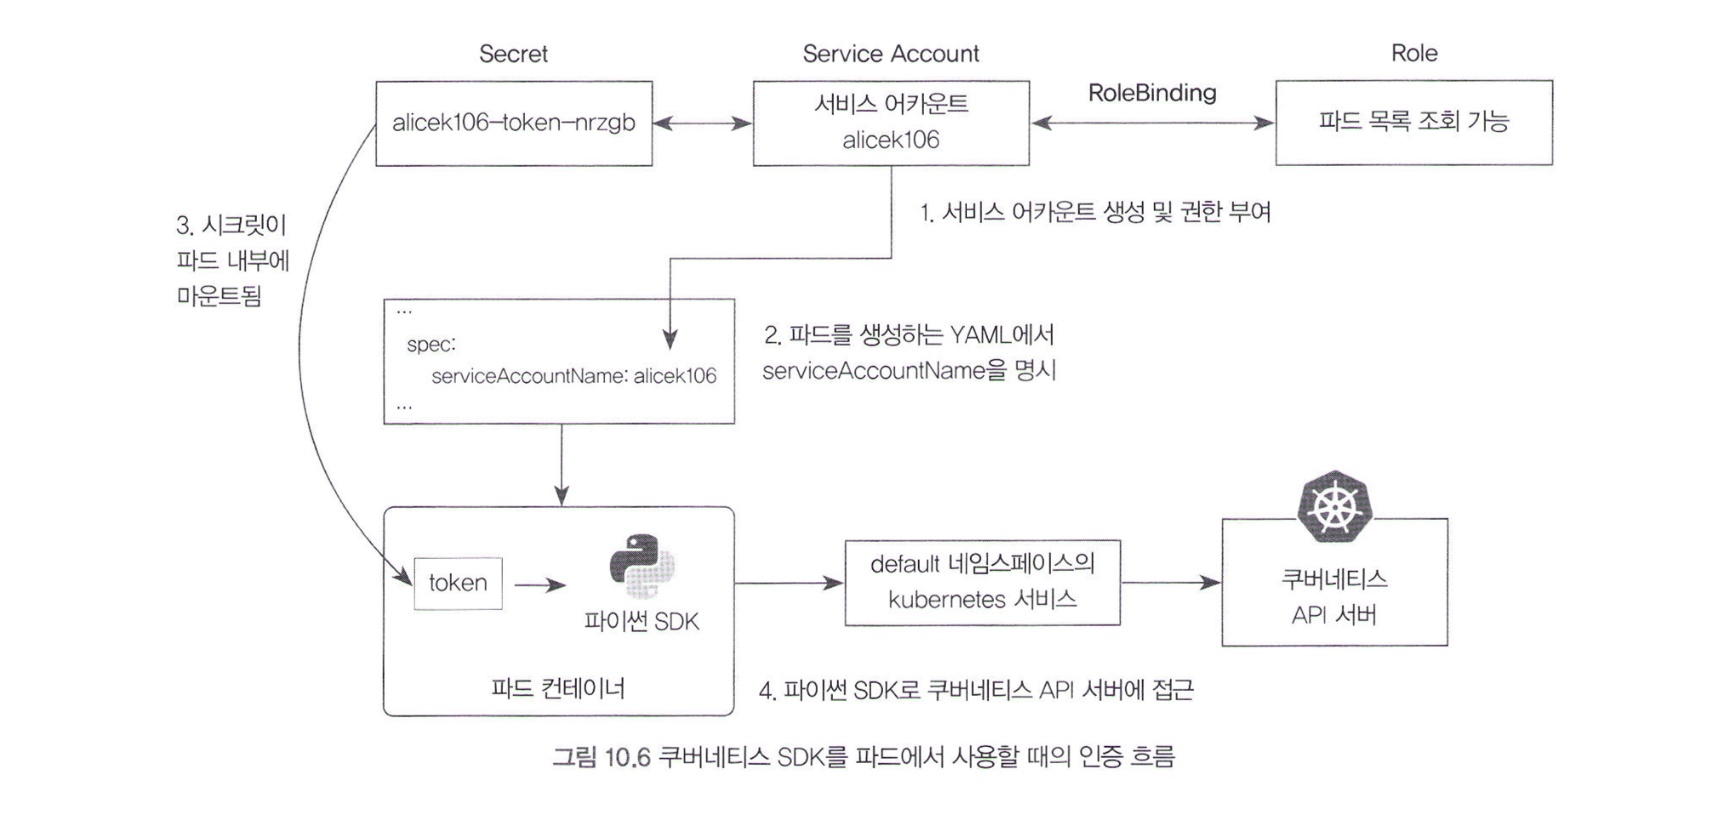 Secret
Service Account
Role
alicek106-token-nrzgb
서비스 어카운트
alicek106
RoleBinding
파드 목록 조회 가능
1. 서비스 어카운트 생성 및 권한 부여
3. 시크릿이
파드 내부에
마운트됨
...
spec:
serviceAccountName: alicek106
...
2. 파드를 생성하는 YAML에서
serviceAccountName을 명시
token
파이썬 SDK
파드 컨테이너
default 네임스페이스의
kubernetes 서비스
쿠버네티스
API 서버
4. 파이썬 SDK로 쿠버네티스 API 서버에 접근
그림 10.6 쿠버네티스 SDK를 파드에서 사용할 때의 인증 흐름